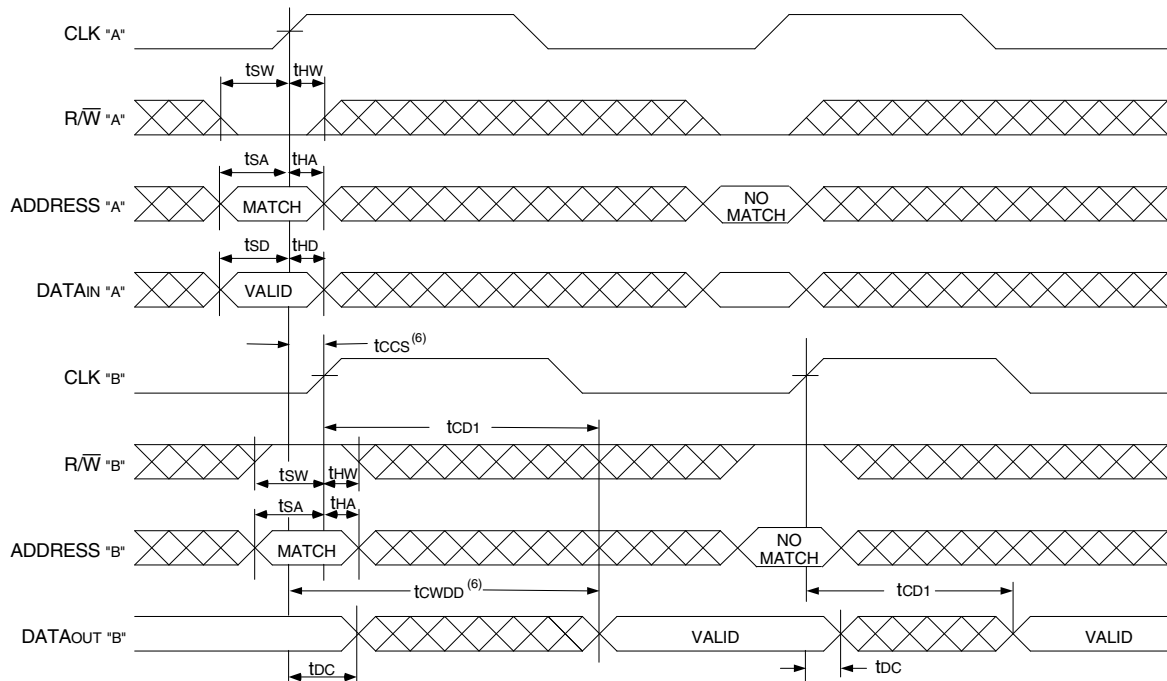 CLK "A"
tSW tHW
R/W̅ "A"
tSA tHA
ADDRESS "A" MATCH NO MATCH
tSD tHD
DATAIN "A" VALID
tCCS (6)
CLK "B"
tCD1
R/W̅ "B"
tSW tHW
tSA tHA
ADDRESS "B" MATCH NO MATCH
tCWDD (6) tCD1
DATAOUT "B" VALID VALID
tDC tDC